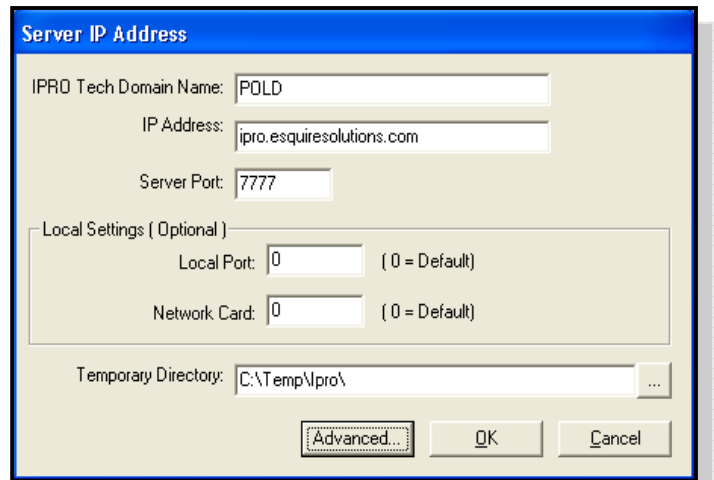 Server IP Address
IPRO Tech Domain Name: POLD
IP Address: ipro.esquiresolutions.com
Server Port: 7777
Local Settings ( Optional )
Local Port: 0 ( 0 = Default)
Network Card: 0 ( 0 = Default)
Temporary Directory: C:\Temp\Ipro\ ...
Advanced... OK Cancel